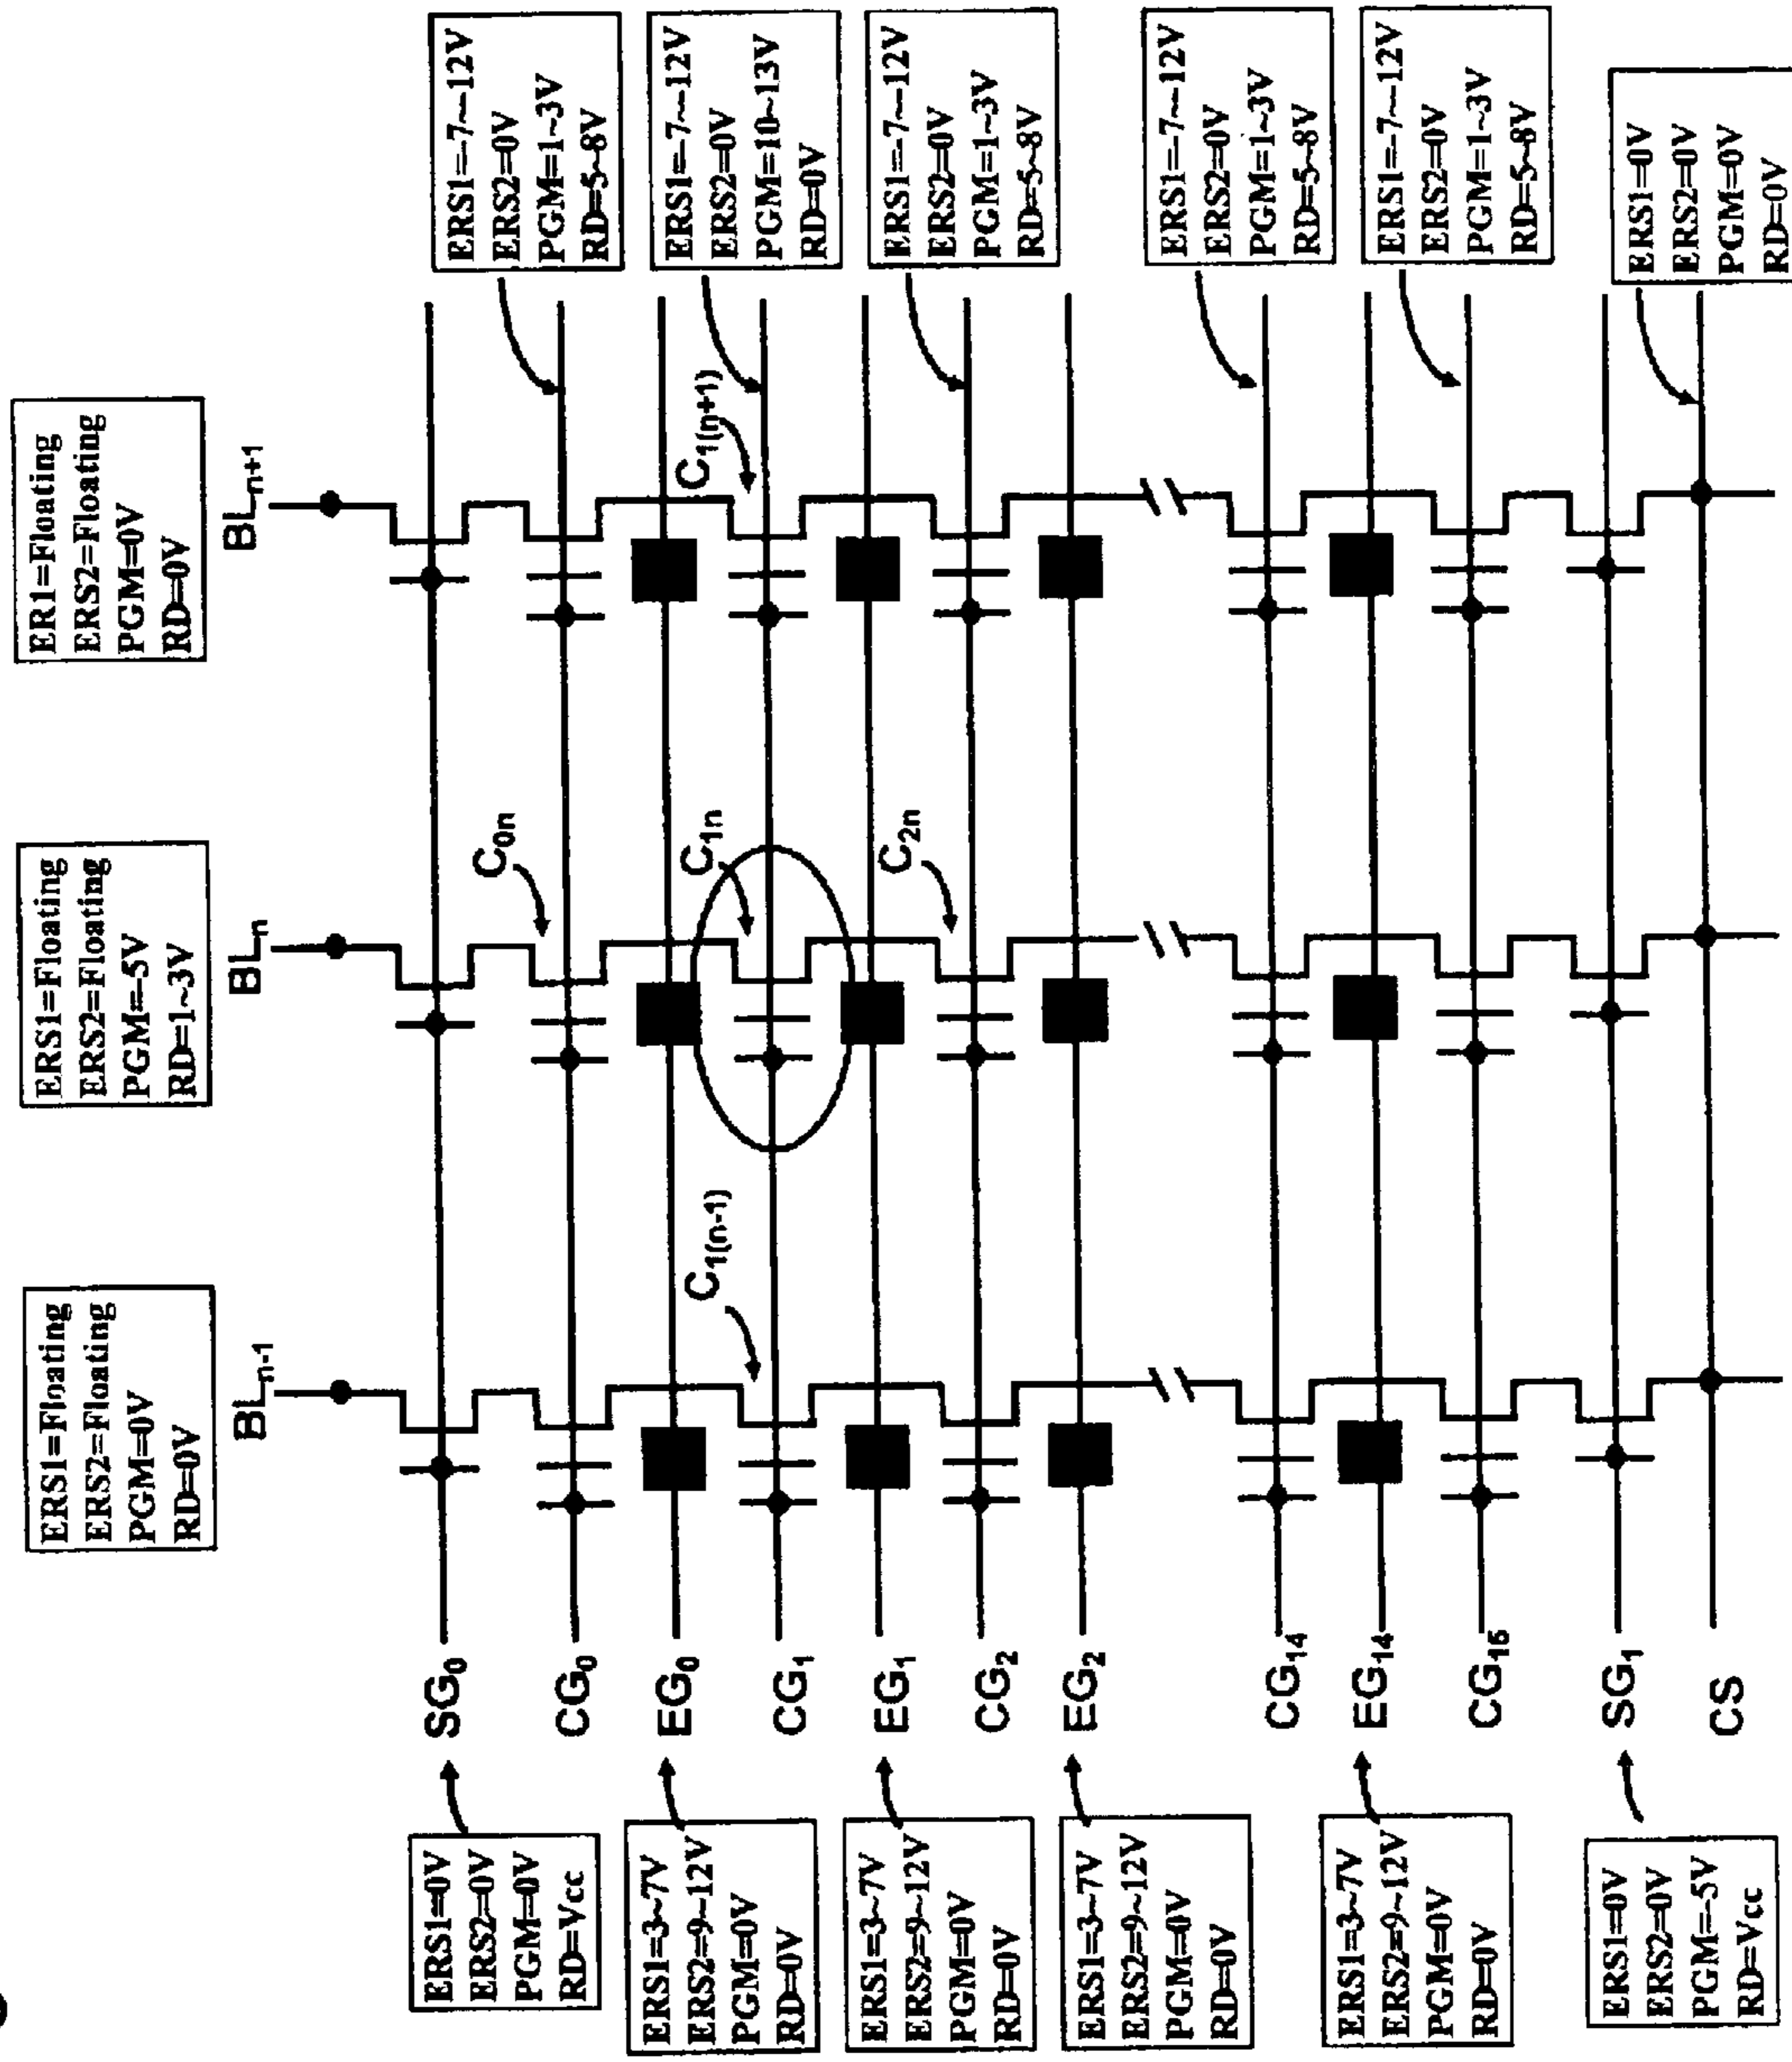 ERS1=Floating
ERS2=Floating
PGM=0V
RD=0V
BLn-1
ERS1=Floating
ERS2=Floating
PGM=-5V
RD=1~3V
BLn
ER1=Floating
ERS2=Floating
PGM=0V
RD=0V
BLn+1
ERS1=0V
ERS2=0V
PGM=0V
RD=Vcc
SG0
CG0
C0n
ERS1=-7~-12V
ERS2=0V
PGM=1~3V
RD=5~8V
ERS1=3~7V
ERS2=9~12V
PGM=0V
RD=0V
EG0
CG1
C1(n-1)
C1n
C1(n+1)
ERS1=-7~-12V
ERS2=0V
PGM=10~13V
RD=0V
ERS1=3~7V
ERS2=9~12V
PGM=0V
RD=0V
EG1
CG2
C2n
ERS1=-7~-12V
ERS2=0V
PGM=1~3V
RD=5~8V
ERS1=3~7V
ERS2=9~12V
PGM=0V
RD=0V
EG2
CG14
ERS1=-7~-12V
ERS2=0V
PGM=1~3V
RD=5~8V
ERS1=3~7V
ERS2=9~12V
PGM=0V
RD=0V
EG14
CG15
ERS1=-7~-12V
ERS2=0V
PGM=1~3V
RD=5~8V
ERS1=0V
ERS2=0V
PGM=-5V
RD=Vcc
SG1
CS
ERS1=0V
ERS2=0V
PGM=0V
RD=0V